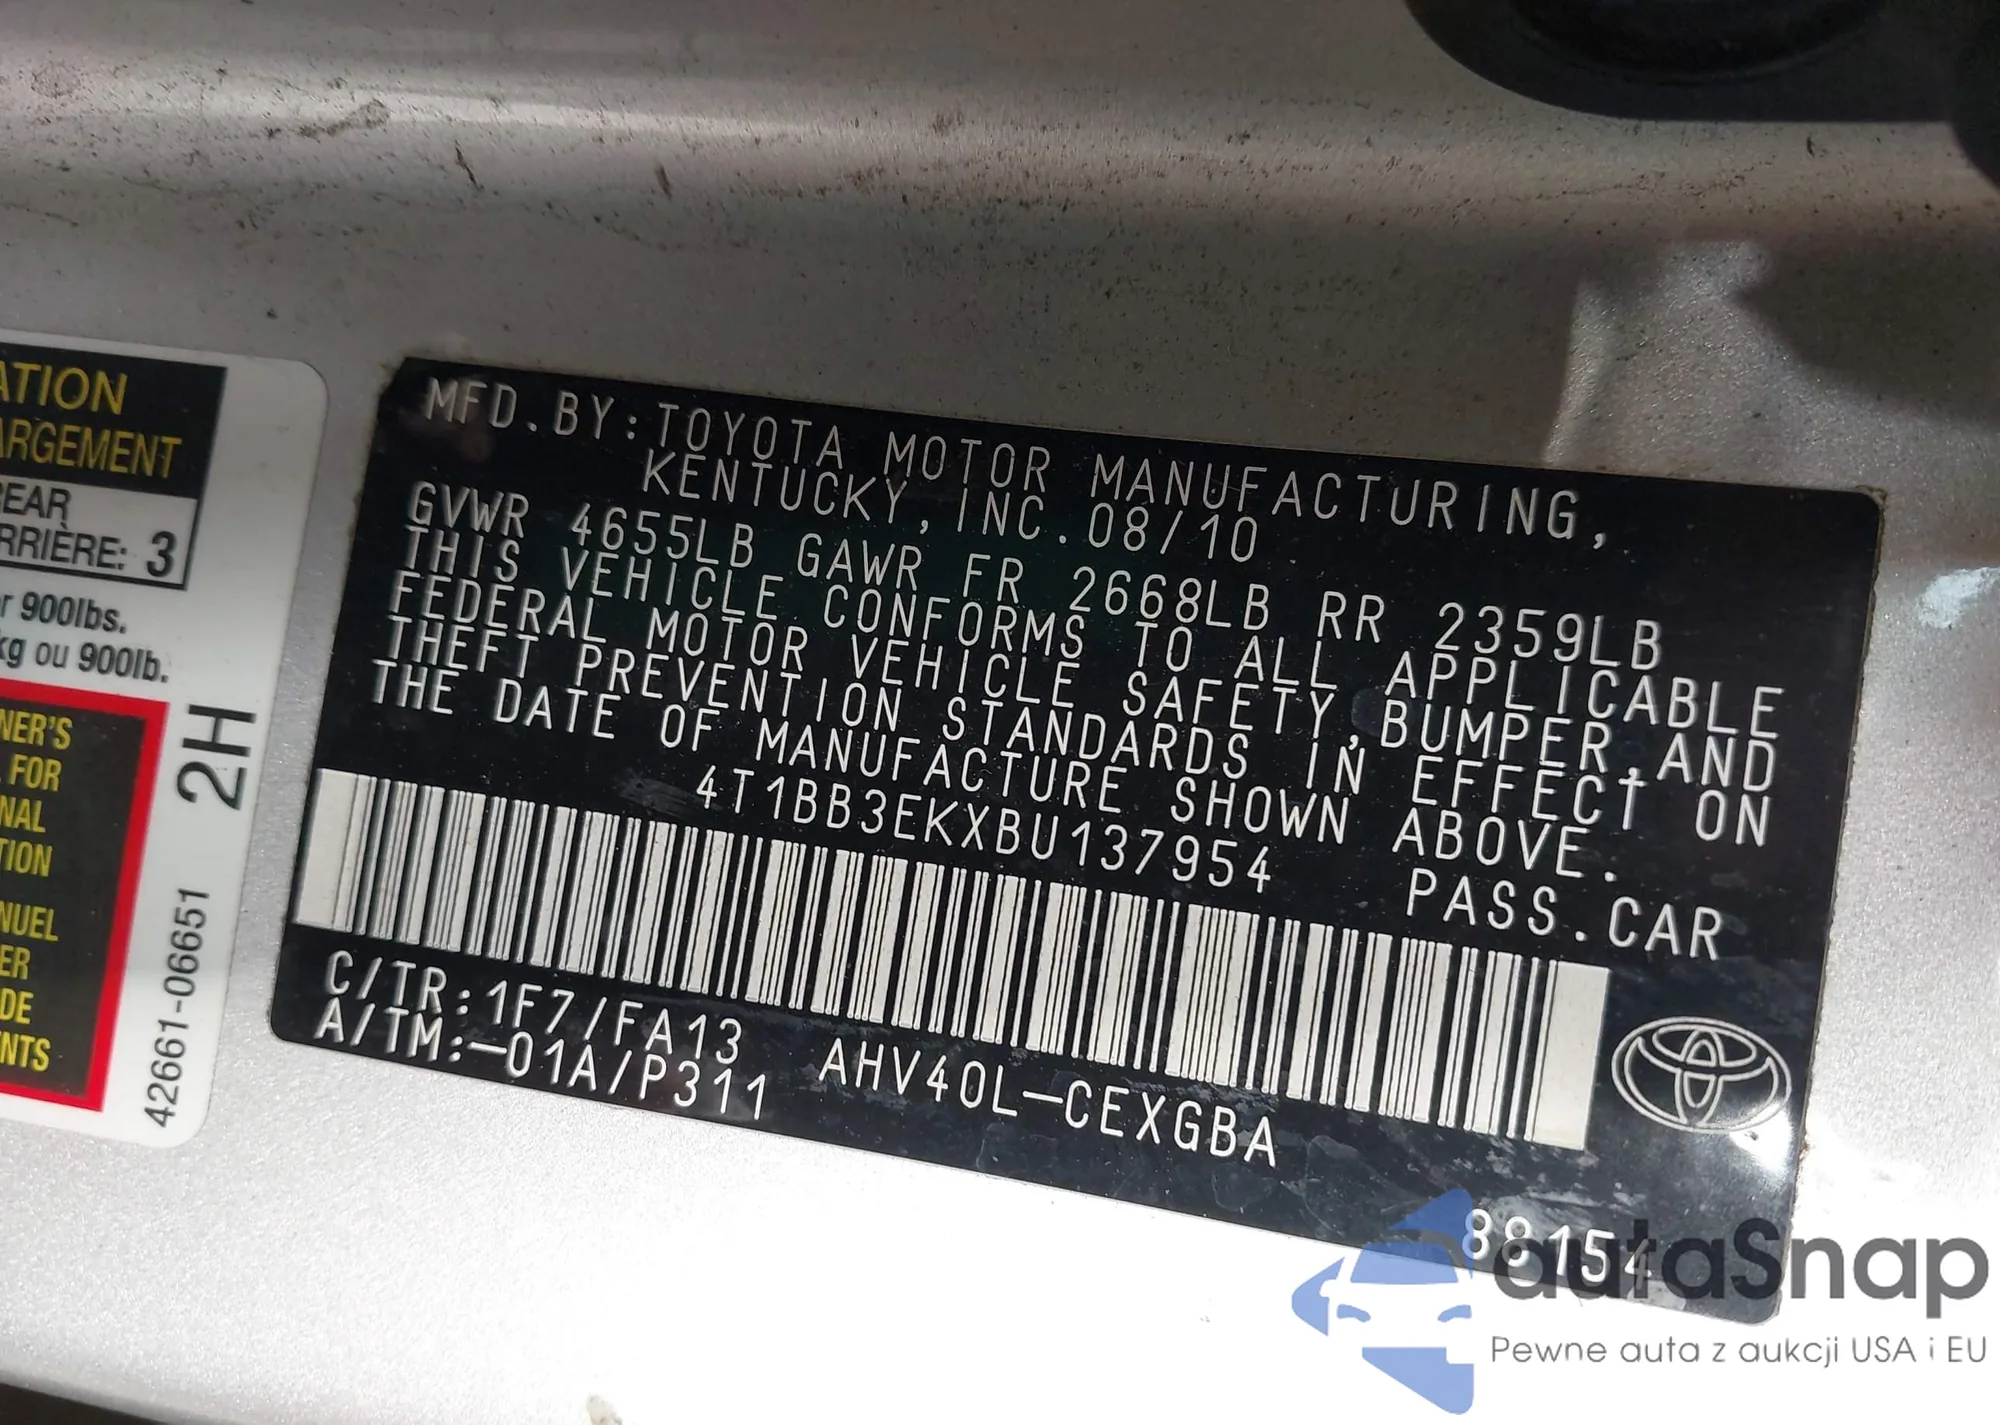 ATION
ARGEMENT
REAR
RRIÈRE: 3
r 900lbs.
kg ou 900lb.
NER'S
FOR
NAL
TION
NUEL
ER
DE
NTS
2H
42661-06651
MFD.BY:TOYOTA MOTOR MANUFACTURING,
KENTUCKY,INC.08/10
GVWR 4655LB GAWR FR 2668LB RR 2359LB
THIS VEHICLE CONFORMS TO ALL APPLICABLE
FEDERAL MOTOR VEHICLE SAFETY,BUMPER,AND
THEFT PREVENTION STANDARDS IN EFFECT ON
THE DATE OF MANUFACTURE SHOWN ABOVE.
4T1BB3EKXBU137954 PASS.CAR
C/TR:1F7/FA13
A/TM:-01A/P311 AHV40L-CEXGBA
88154
autaSnap
Pewne auta z aukcji USA i EU